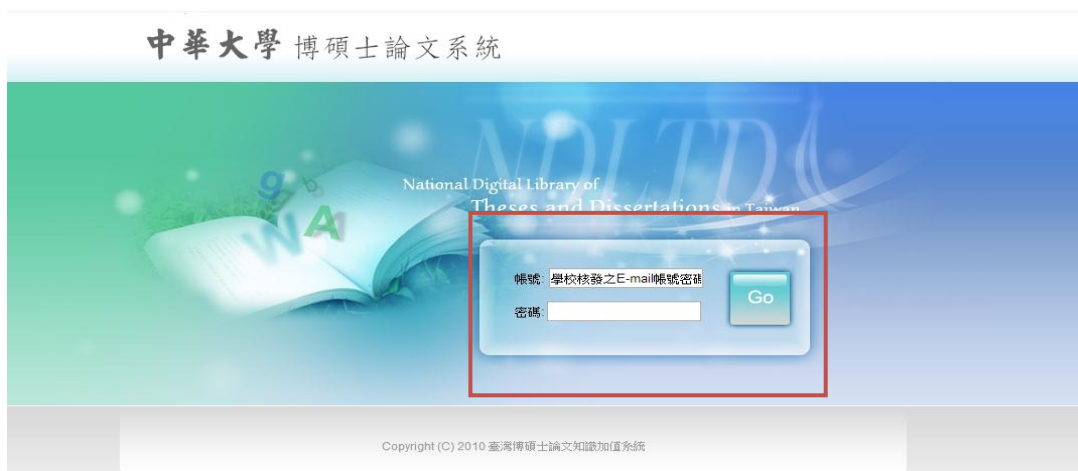 中華大學 博碩士論文系統
NDLTD
National Digital Library of
Theses and Dissertations in Taiwan
帳號: 學校核發之E-mail帳號密碼
密碼:
Go
Copyright (C) 2010 臺灣博碩士論文知識加值系統
g
W
A